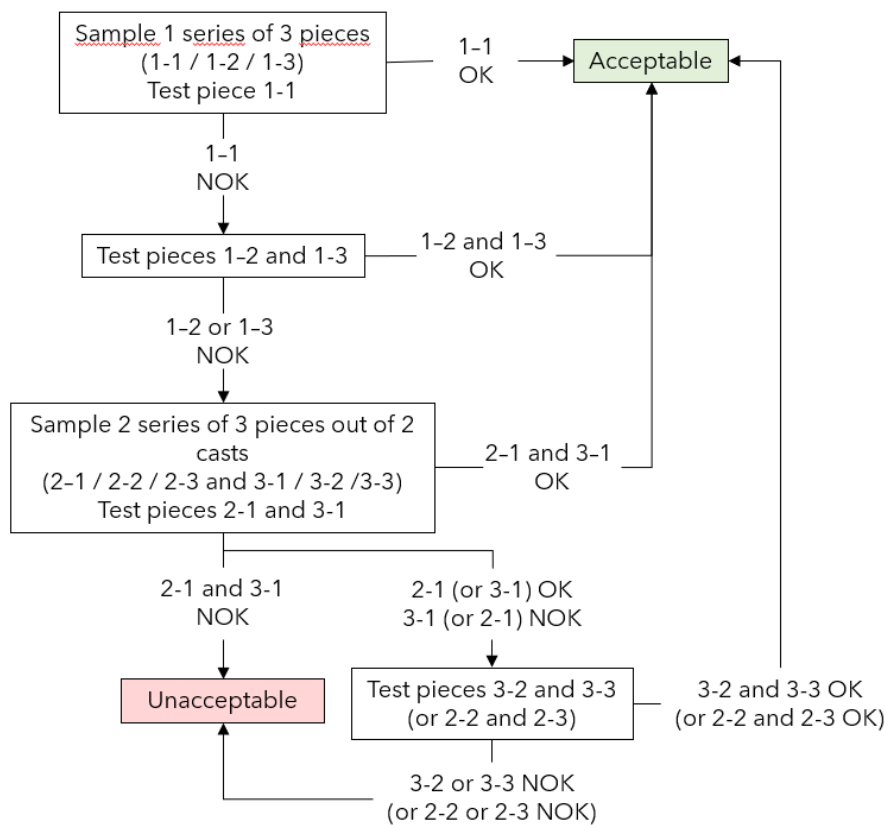 Sample 1 series of 3 pieces
(1-1 / 1-2 / 1-3)
Test piece 1-1
1–1
OK
Acceptable
1–1
NOK
Test pieces 1–2 and 1-3
1–2 and 1–3
OK
1–2 or 1–3
NOK
Sample 2 series of 3 pieces out of 2
casts
(2–1 / 2-2 / 2-3 and 3-1 / 3-2 /3-3)
Test pieces 2-1 and 3-1
2–1 and 3–1
OK
2-1 and 3-1
NOK
2-1 (or 3-1) OK
3-1 (or 2-1) NOK
Unacceptable
Test pieces 3-2 and 3-3
(or 2-2 and 2-3)
3-2 and 3-3 OK
(or 2-2 and 2-3 OK)
3-2 or 3-3 NOK
(or 2-2 or 2-3 NOK)